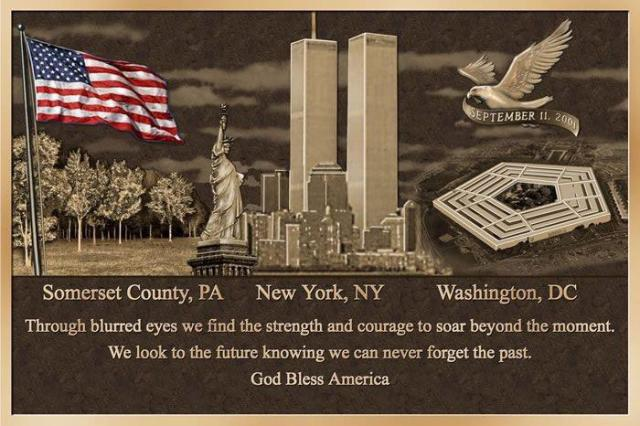 SEPTEMBER 11, 2001
Somerset County, PA New York, NY Washington, DC
Through blurred eyes we find the strength and courage to soar beyond the moment.
We look to the future knowing we can never forget the past.
God Bless America